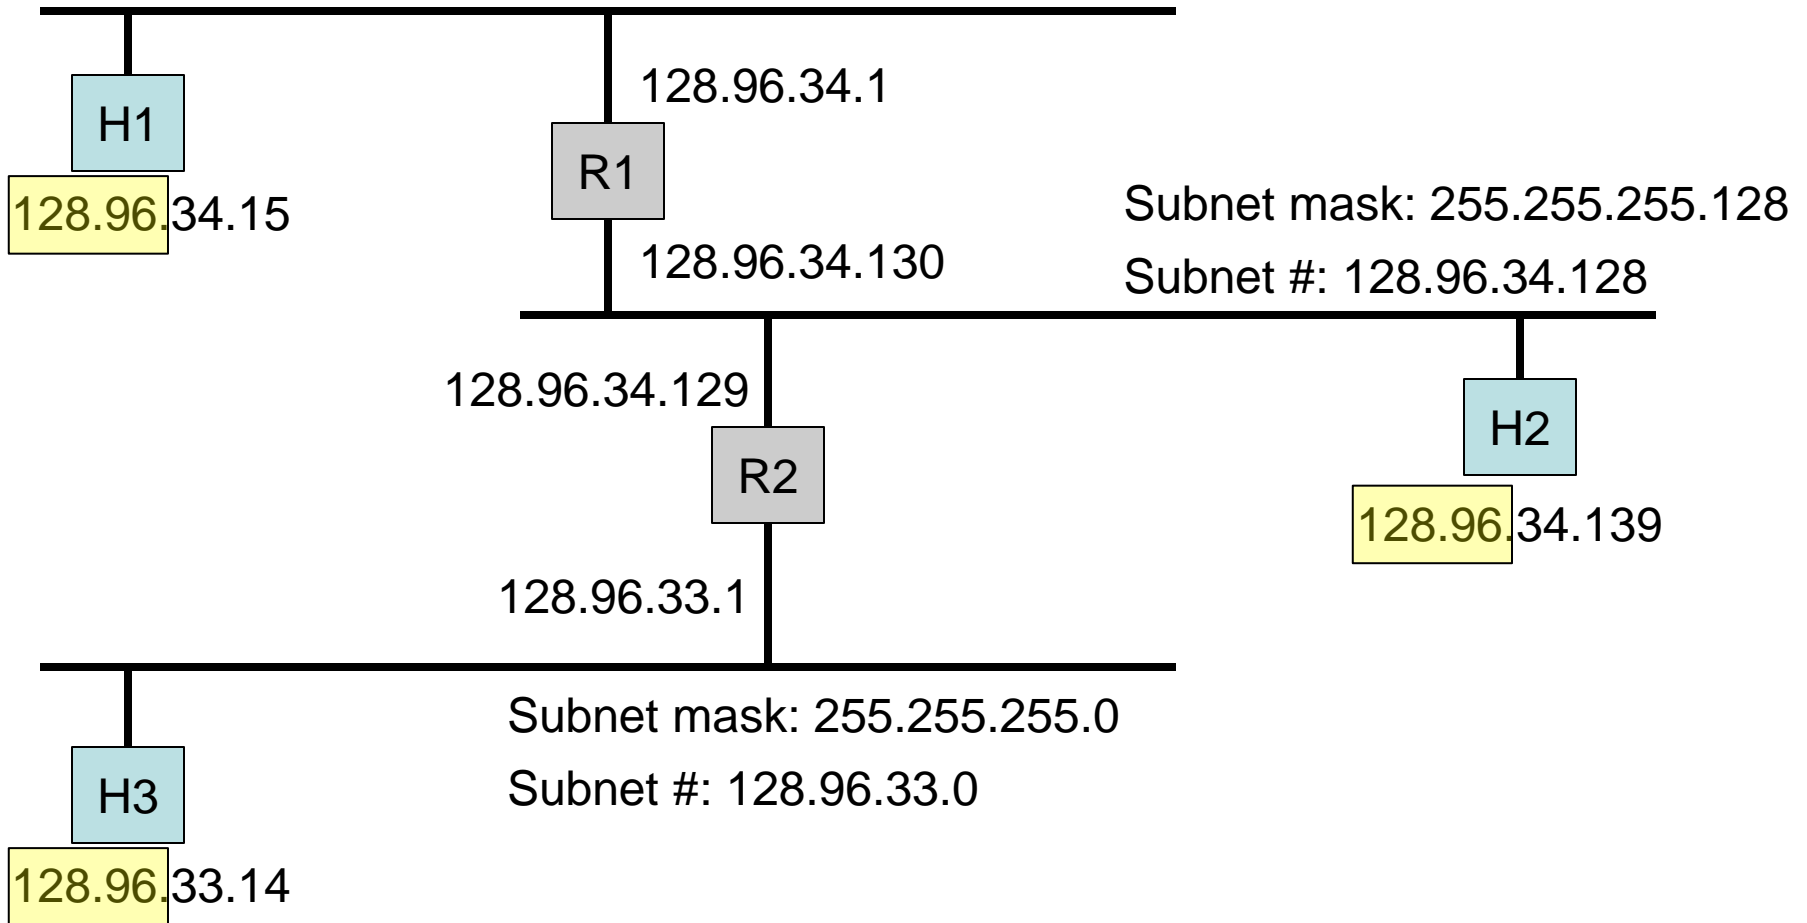 128.96.34.1
H1
R1
128.96.34.15
Subnet mask: 255.255.255.128
128.96.34.130
Subnet #: 128.96.34.128
128.96.34.129
H2
R2
128.96.34.139
128.96.33.1
Subnet mask: 255.255.255.0
H3
Subnet #: 128.96.33.0
128.96.33.14